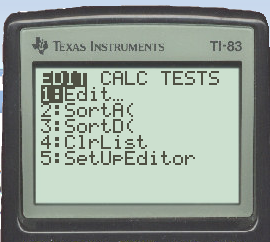 TEXAS INSTRUMENTS TI-83
EDIT CALC TESTS
1:Edit…
2:SortA(
3:SortD(
4:ClrList
5:SetUpEditor